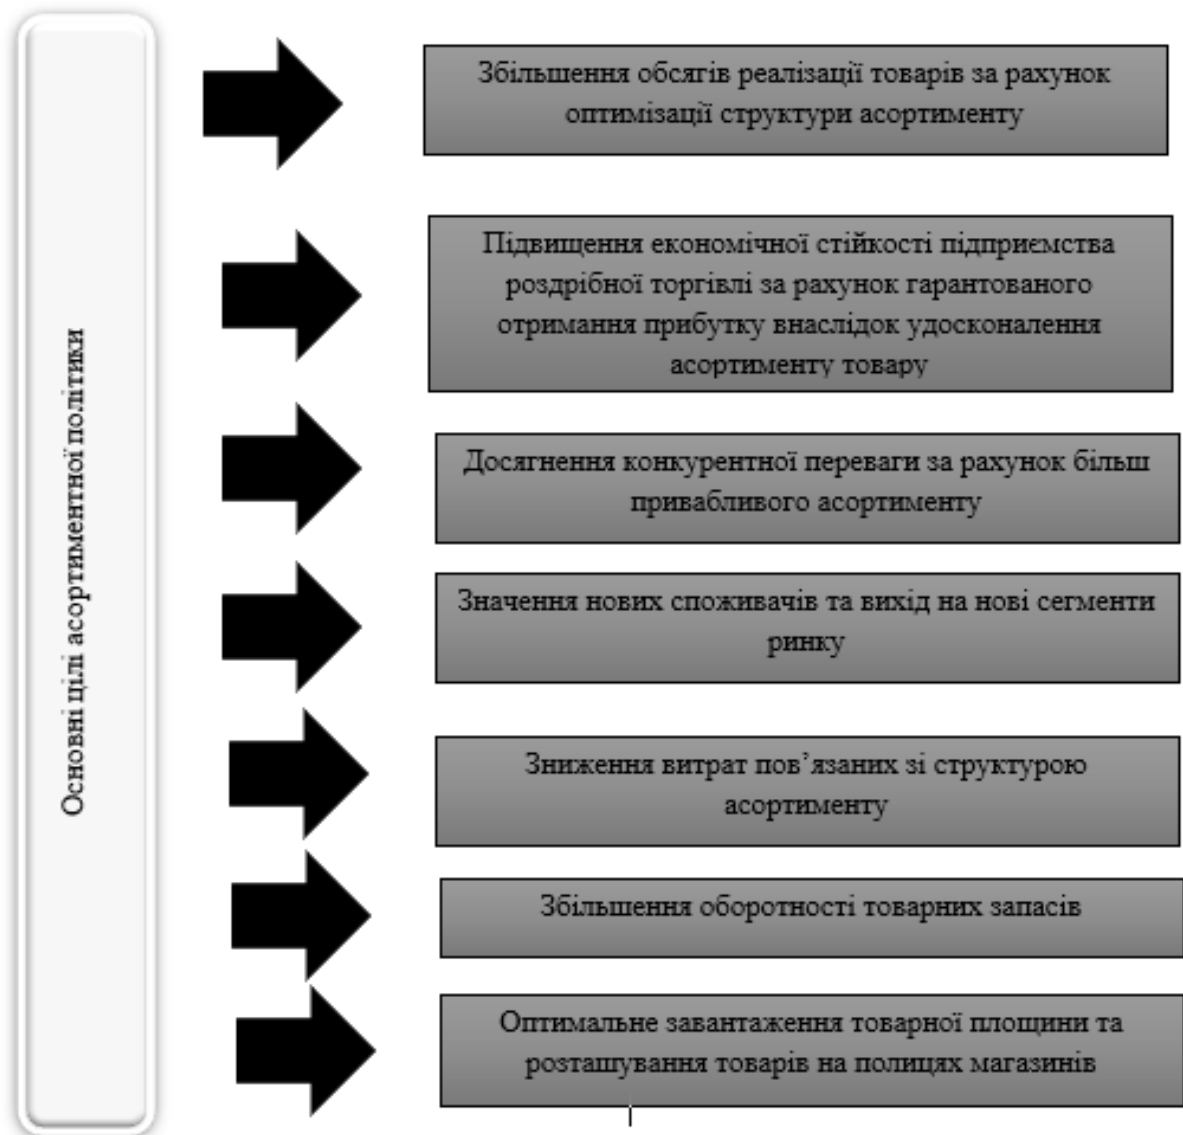 Основні цілі асортиментної політики
Збільшення обсягів реалізації товарів за рахунок
оптимізації структури асортименту
Підвищення економічної стійкості підприємства
роздрібної торгівлі за рахунок гарантованого
отримання прибутку внаслідок удосконалення
асортименту товару
Досягнення конкурентної переваги за рахунок більш
привабливого асортименту
Значення нових споживачів та вихід на нові сегменти
ринку
Зниження витрат пов’язаних зі структурою
асортименту
Збільшення оборотності товарних запасів
Оптимальне завантаження товарної площини та
розташування товарів на полицях магазинів